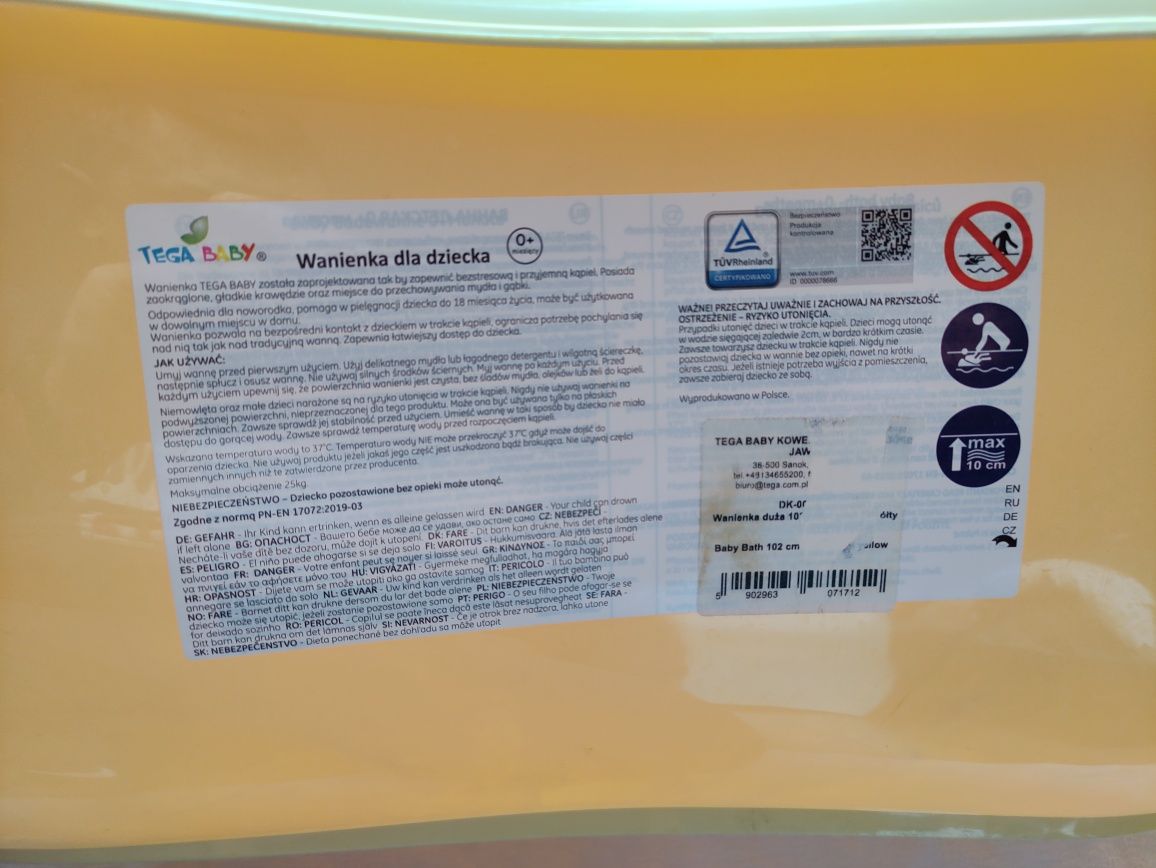 TEGA BABY®
Wanienka dla dziecka
0+
miesięcy
Wanienka TEGA BABY została zaprojektowana tak by zapewnić bezstresową i przyjemną kąpiel. Posiada
zaokrąglone, gładkie krawędzie oraz miejsce do przechowywania mydła i gąbki.
Odpowiednia dla noworodka, pomaga w pielęgnacji dziecka do 18 miesiąca życia, może być użytkowana
w dowolnym miejscu w domu.
Wanienka pozwala na bezpośredni kontakt z dzieckiem w trakcie kąpieli, ogranicza potrzebę pochylania się
nad nią tak jak nad tradycyjną wanną. Zapewnia łatwiejszy dostęp do dziecka.
JAK UŻYWAĆ:
Umyj wannę przed pierwszym użyciem. Użyj delikatnego mydła lub łagodnego detergentu i wilgotną ściereczkę,
następnie spłucz i osusz wannę. Nie używaj silnych środków ściernych. Myj wannę po każdym użyciu. Przed
każdym użyciem upewnij się, że powierzchnia wanienki jest czysta, bez śladów mydła, olejków lub żeli do kąpieli.
Niemowlęta oraz małe dzieci narażone są na ryzyko utonięcia w trakcie kąpieli. Nigdy nie używaj wanienki na
podwyższonej powierzchni, nieprzeznaczonej dla tego produktu. Może ona być używana tylko na płaskich
powierzchniach. Zawsze sprawdź jej stabilność przed użyciem. Umieść wannę w taki sposób by dziecko nie miało
dostępu do gorącej wody. Zawsze sprawdź temperaturę wody przed rozpoczęciem kąpieli.
Wskazana temperatura wody to 37°C. Temperatura wody NIE może przekroczyć 37°C gdyż może dojść do
oparzenia dziecka. Nie używaj produktu jeżeli jakaś jego część jest uszkodzona bądź brakująca. Nie używaj części
zamiennych innych niż te zatwierdzone przez producenta.
Maksymalne obciążenie 25kg.
NIEBEZPIECZEŃSTWO – Dziecko pozostawione bez opieki może utonąć.
Zgodne z normą PN-EN 17072:2019-03
DE: GEFAHR - Ihr Kind kann ertrinken, wenn es alleine gelassen wird EN: DANGER - Your child can drown
if left alone BG: ОПАСНОСТ - Вашето бебе може да се удави, ако остане само CZ: NEBEZPEČÍ -
Necháte-li vaše dítě bez dozoru, může dojít k utopení DK: FARE - Dit barn kan drukne, hvis det efterlades alene
ES: PELIGRO - El niño puede ahogarse si se deja solo FI: VAROITUS - Hukkumisvaara. Älä jätä lasta ilman
valvontaa FR: DANGER - Votre enfant peut se noyer si laissé seul GR: ΚΙΝΔΥΝΟΣ - Το παιδί σας μπορεί
να πνιγεί εάν το αφήσετε μόνο του HU: VIGYÁZAT! - Gyermeke megfulladhat, ha magára hagyja
HR: OPASNOST - Dijete vam se može utopiti ako ga ostavite samog IT: PERICOLO - Il tuo bambino può
annegare se lasciato da solo NL: GEVAAR - Uw kind kan verdrinken als het alleen wordt gelaten
NO: FARE - Barnet ditt kan drukne dersom du lar det bade alene PL: NIEBEZPIECZEŃSTWO - Twoje
dziecko może się utopić, jeżeli zostanie pozostawione samo PT: PERIGO - O seu filho pode afogar-se se
for deixado sozinho RO: PERICOL - Copilul se poate îneca dacă este lăsat nesupravegheat SE: FARA -
Ditt barn kan drukna om det lämnas själv SI: NEVARNOST - Če je otrok brez nadzora, lahko utone
SK: NEBEZPEČENSTVO - Dieťa ponechané bez dohľadu sa môže utopiť
TÜVRheinland
CERTYFIKOWANO
Bezpieczeństwo
Produkcja
kontrolowana
www.tuv.com
ID 0000078666
WAŻNE! PRZECZYTAJ UWAŻNIE I ZACHOWAJ NA PRZYSZŁOŚĆ.
OSTRZEŻENIE – RYZYKO UTONIĘCIA.
Przypadki utonięć dzieci w trakcie kąpieli. Dzieci mogą utonąć
w wodzie sięgającej zaledwie 2cm, w bardzo krótkim czasie.
Zawsze towarzysz dziecku w trakcie kąpieli. Nigdy nie
pozostawiaj dziecka w wannie bez opieki, nawet na krótki
okres czasu. Jeżeli istnieje potrzeba wyjścia z pomieszczenia,
zawsze zabieraj dziecko ze sobą.
Wyprodukowano w Polsce.
TEGA BABY KOWE
JAW
38-500 Sanok,
tel.+49134655200, f
biuro@tega.com.pl
DK-0
Wanienka duża 10 ółty
Baby Bath 102 cm llow
5 902963 071712
max
10 cm
EN
RU
DE
CZ